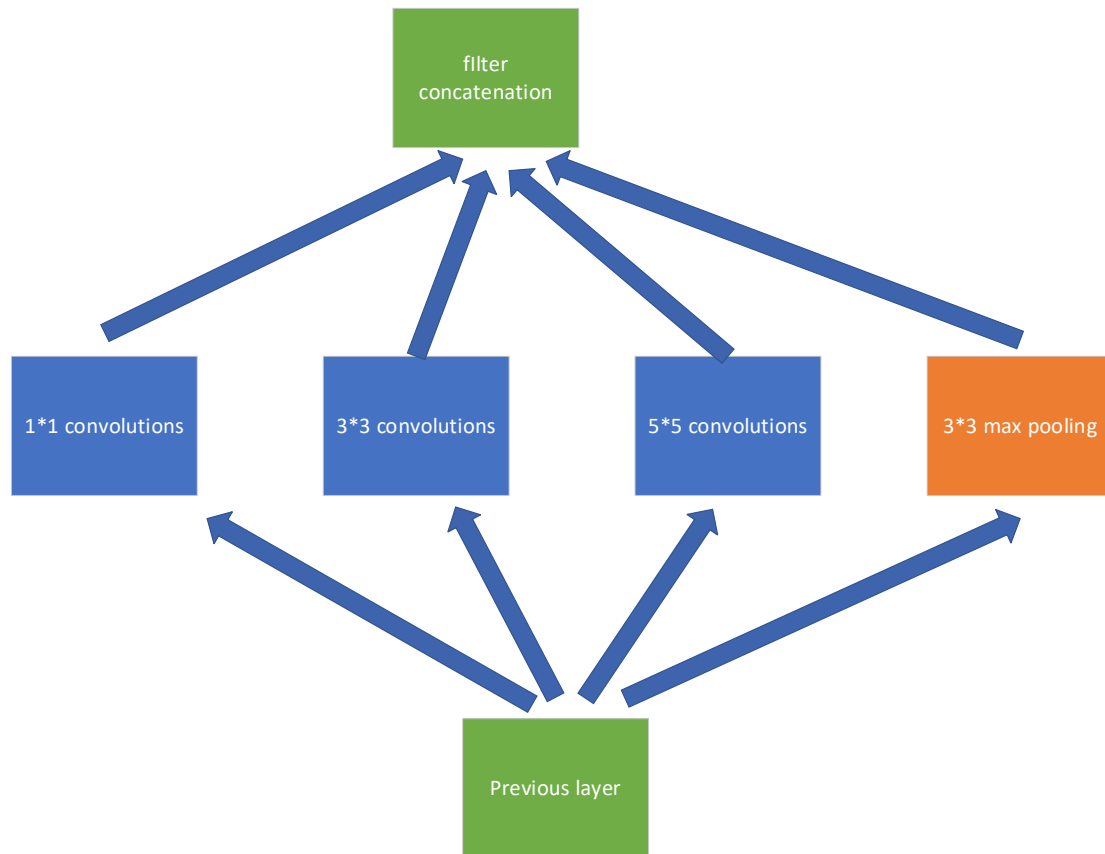 fIlter
concatenation
1*1 convolutions
3*3 convolutions
5*5 convolutions
3*3 max pooling
Previous layer